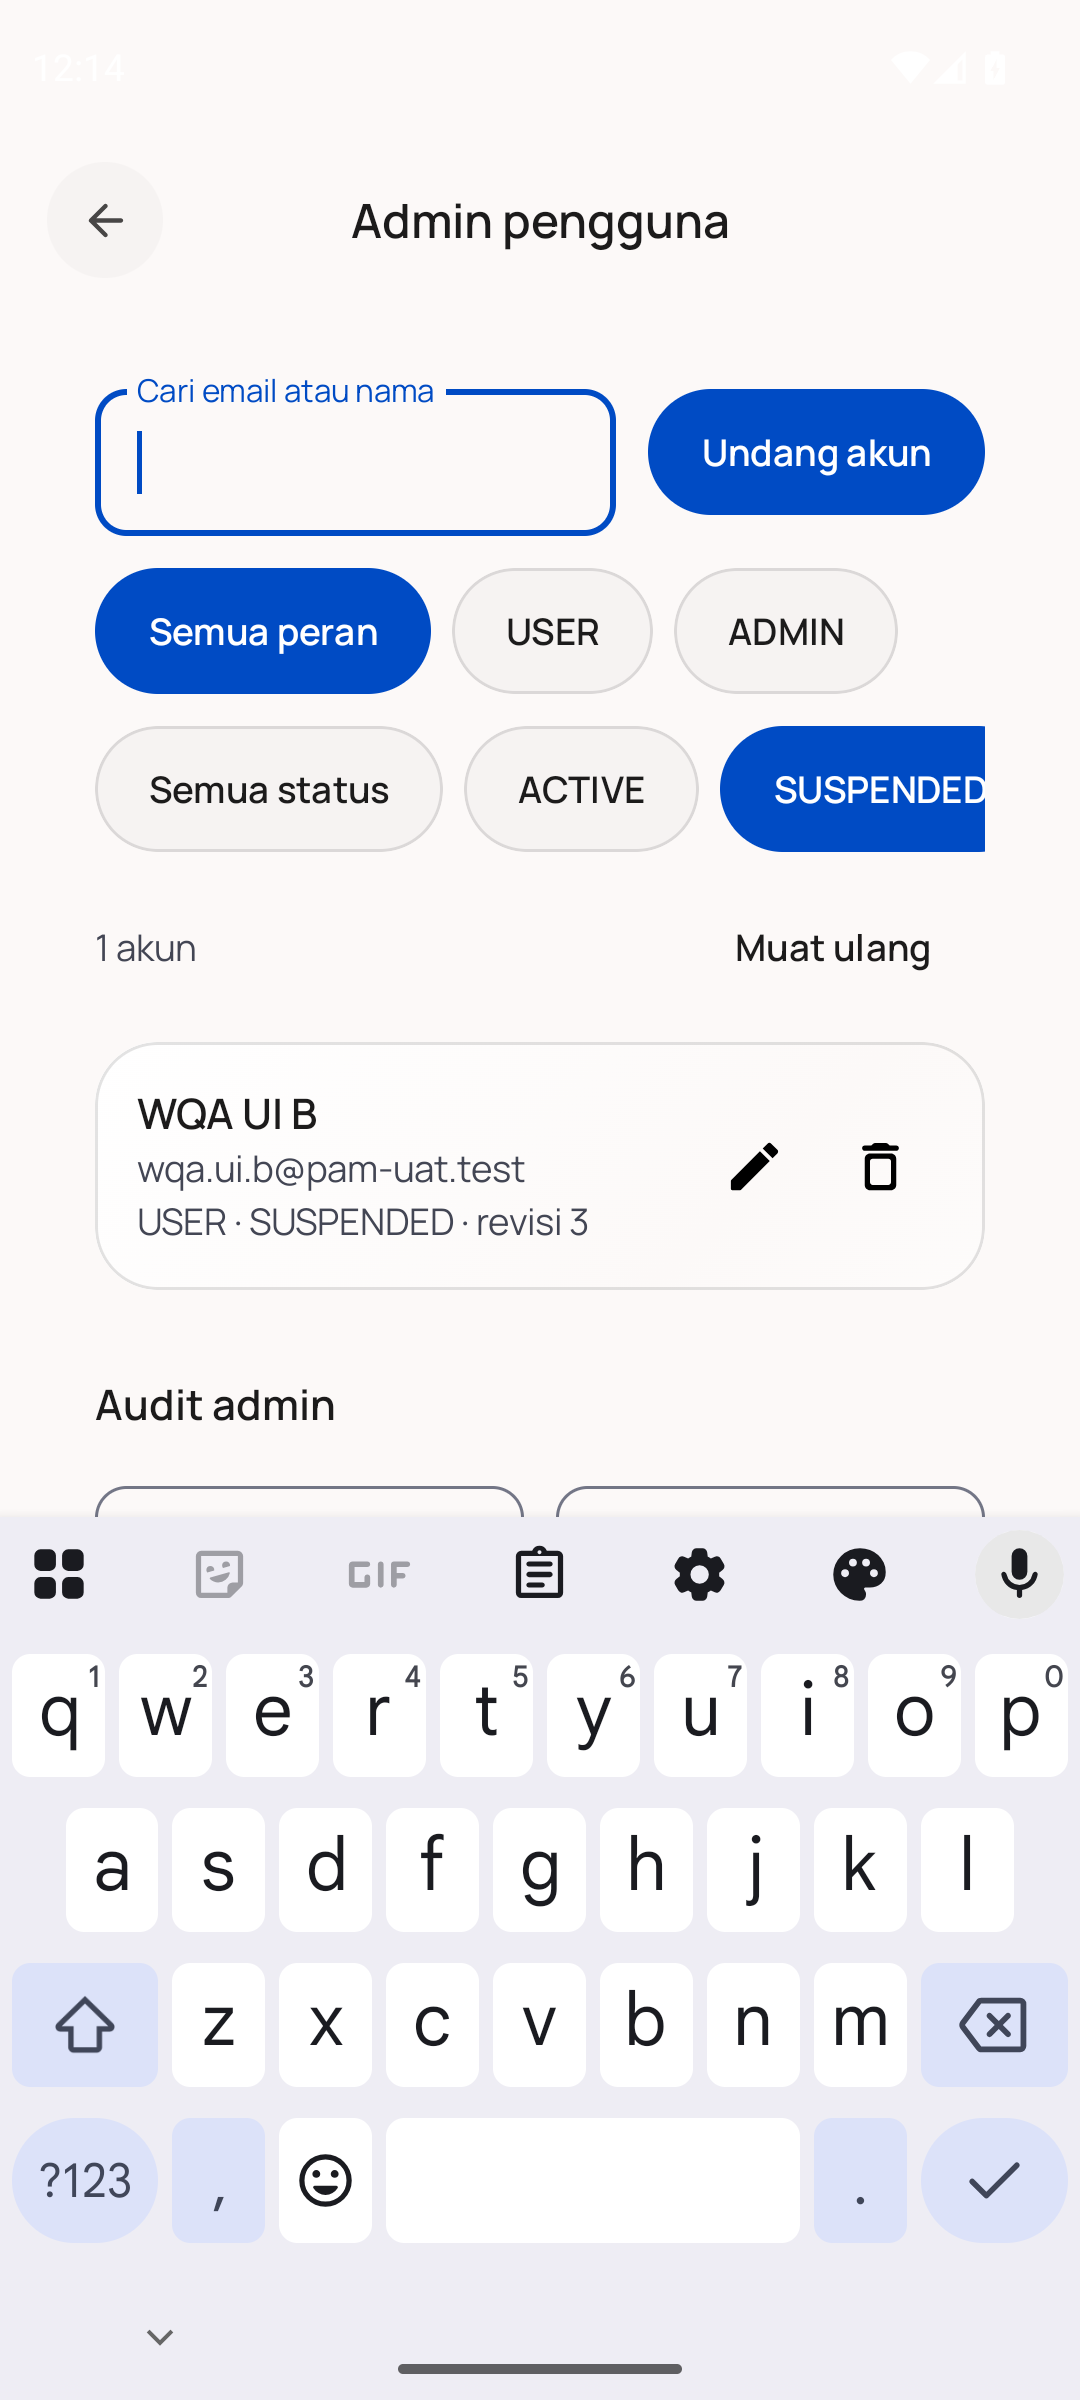 12:14
Admin pengguna
Cari email atau nama
Undang akun
Semua peran
USER
ADMIN
Semua status
ACTIVE
SUSPENDED
1 akun
Muat ulang
WQA UI B
wqa.ui.b@pam-uat.test
USER · SUSPENDED · revisi 3
Audit admin
GIF
q 1 w 2 e 3 r 4 t 5 y 6 u 7 i 8 o 9 p 0
a s d f g h j k l
z x c v b n m
?123 , .